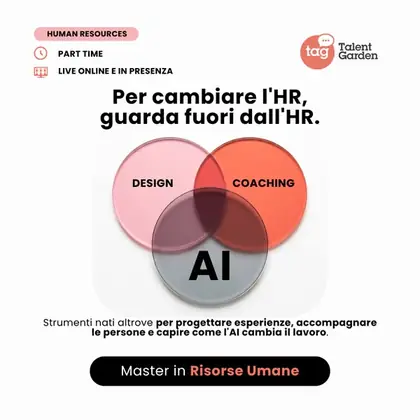 HUMAN RESOURCES
PART TIME
LIVE ONLINE E IN PRESENZA
tag
Talent
Garden
Per cambiare l'HR,
guarda fuori dall'HR.
DESIGN
COACHING
AI
Strumenti nati altrove per progettare esperienze, accompagnare
le persone e capire come l'AI cambia il lavoro.
Master in Risorse Umane